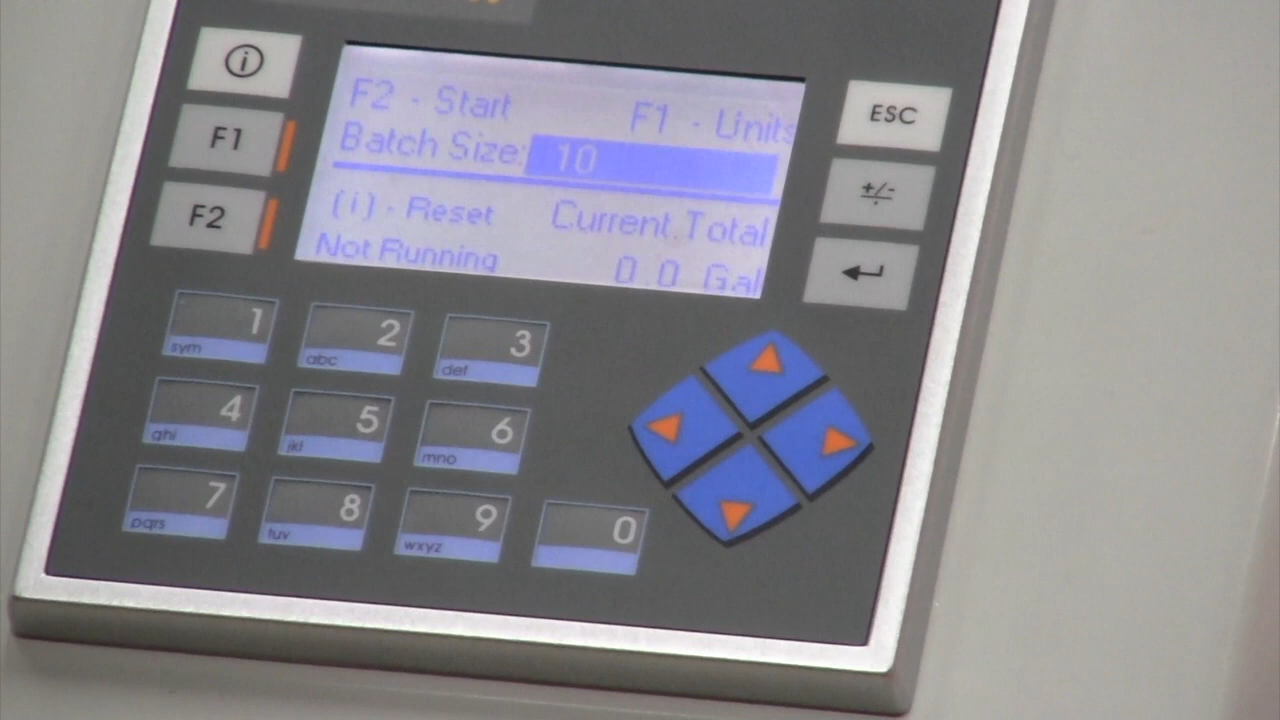 F2 - Start F1 - Units
Batch Size: 10
(i) - Reset Current Total
Not Running 0.0 Gal
i
F1
F2
ESC
+/-
1 sym
2 abc
3 def
4 ghi
5 jkl
6 mno
7 pqrs
8 tuv
9 wxyz
0